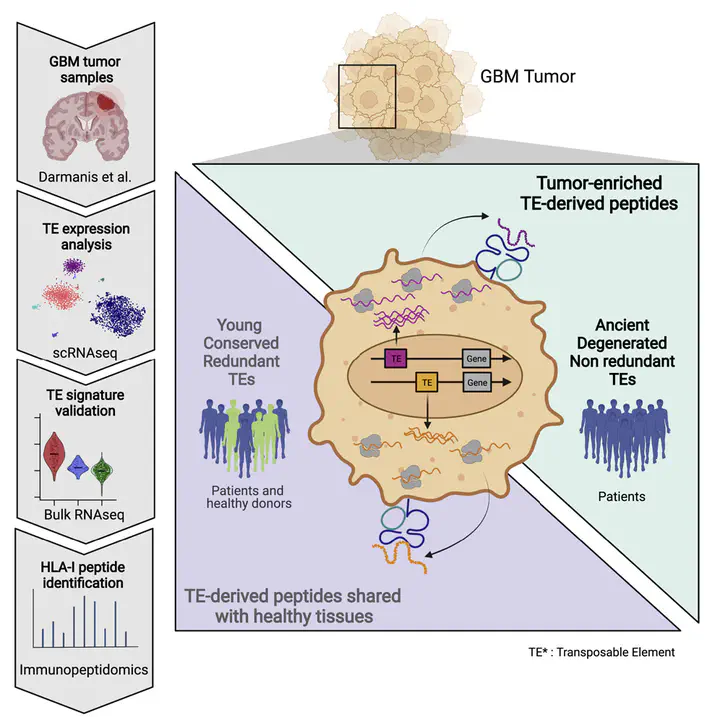 GBM tumor
samples
Darmanis et al.
TE expression
analysis
scRNAseq
TE signature
validation
Bulk RNAseq
HLA-I peptide
identification
Immunopeptidomics
GBM Tumor
Tumor-enriched
TE-derived peptides
Young
Conserved
Redundant
TEs
Patients and
healthy donors
TE
Gene
TE
Gene
Ancient
Degenerated
Non redundant
TEs
Patients
TE-derived peptides shared
with healthy tissues
TE* : Transposable Element